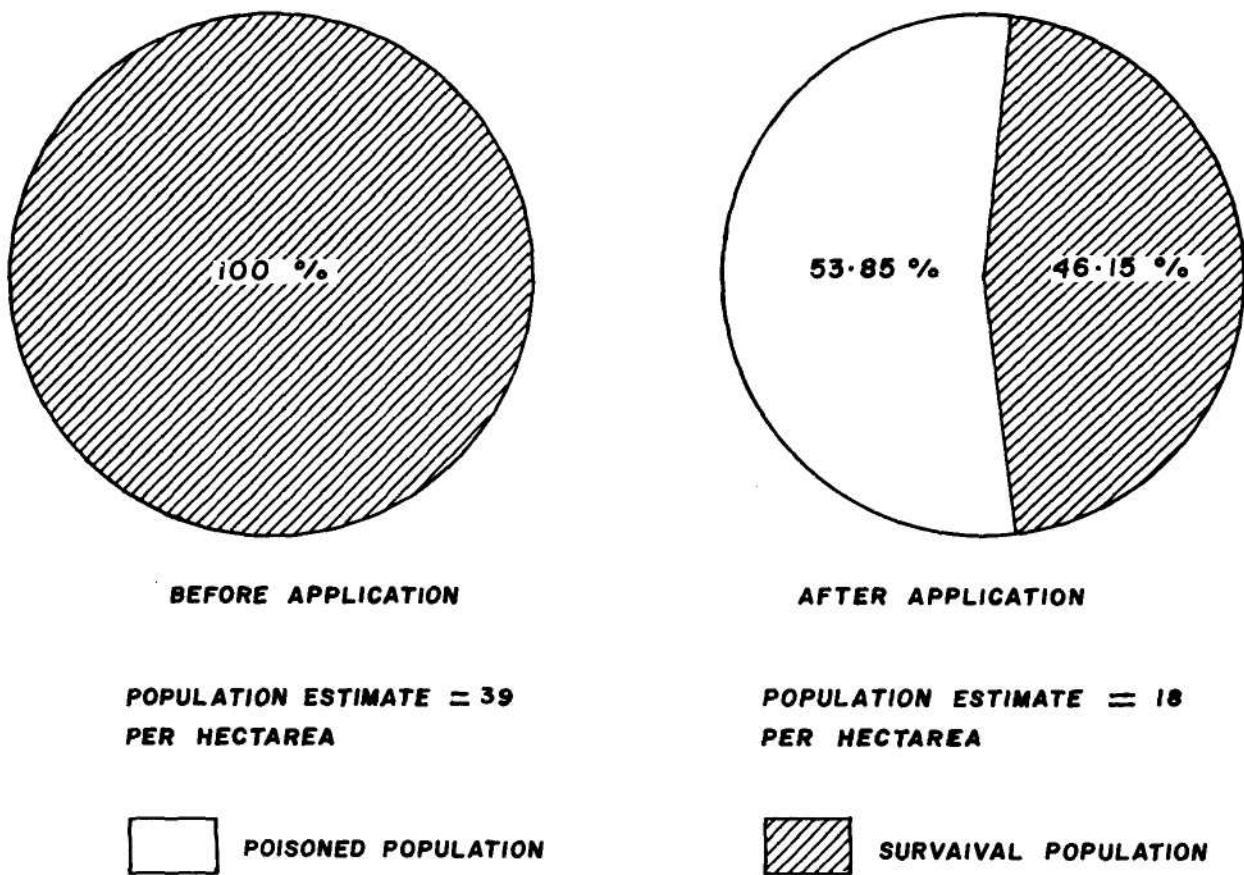 100 %
53·85 %
46·15 %
BEFORE APPLICATION
AFTER APPLICATION
POPULATION ESTIMATE = 39
PER HECTAREA
POPULATION ESTIMATE = 18
PER HECTAREA
POISONED POPULATION
SURVAIVAL POPULATION